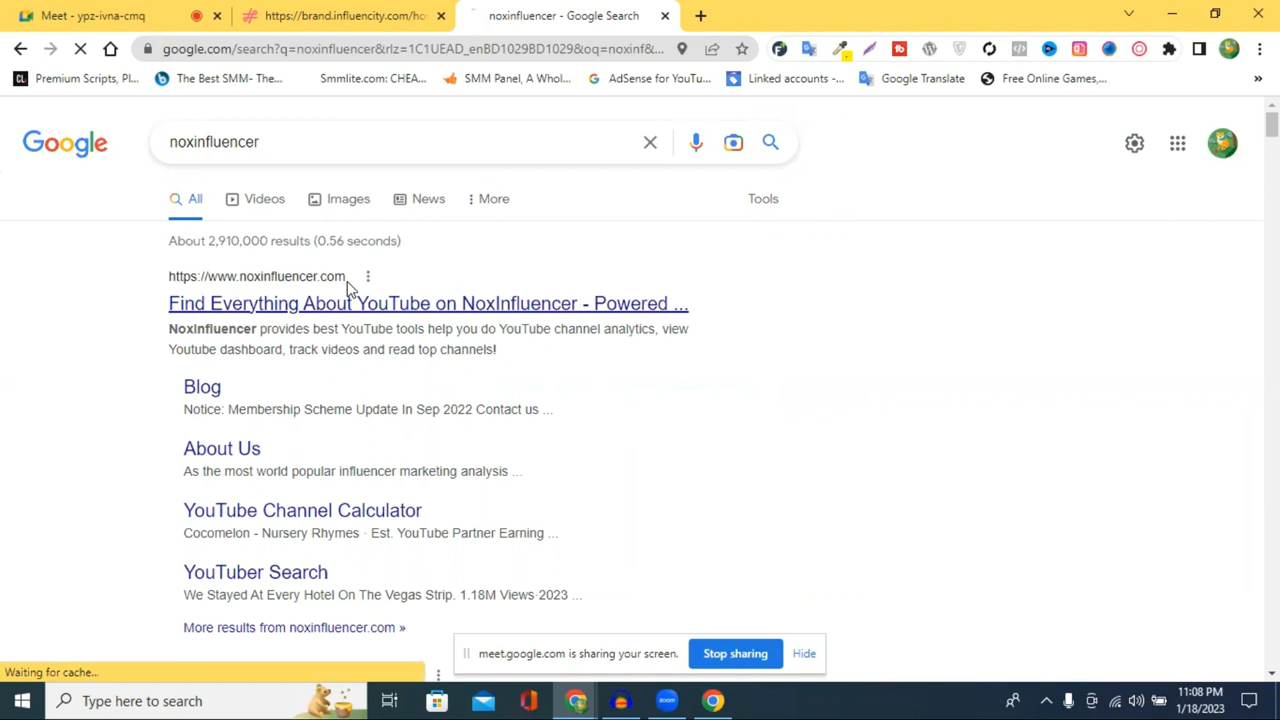 Meet - ypz-ivna-cmq
https://brand.influencity.com/ho
noxinfluencer - Google Search
google.com/search?q=noxinfluencer&rlz=1C1UEAD_enBD1029BD1029&oq=noxinf&...
Premium Scripts, Pl...
The Best SMM- The...
Smmlite.com: CHEA...
SMM Panel, A Whol...
AdSense for YouTu...
Linked accounts -...
Google Translate
Free Online Games,...
Google
noxinfluencer
All
Videos
Images
News
More
Tools
About 2,910,000 results (0.56 seconds)
https://www.noxinfluencer.com
Find Everything About YouTube on NoxInfluencer - Powered ...
NoxInfluencer provides best YouTube tools help you do YouTube channel analytics, view
Youtube dashboard, track videos and read top channels!
Blog
Notice: Membership Scheme Update In Sep 2022 Contact us ...
About Us
As the most world popular influencer marketing analysis ...
YouTube Channel Calculator
Cocomelon - Nursery Rhymes · Est. YouTube Partner Earning ...
YouTuber Search
We Stayed At Every Hotel On The Vegas Strip. 1.18M Views·2023 ...
More results from noxinfluencer.com »
meet.google.com is sharing your screen.
Stop sharing
Hide
Waiting for cache...
Type here to search
zoom
11:08 PM
1/18/2023